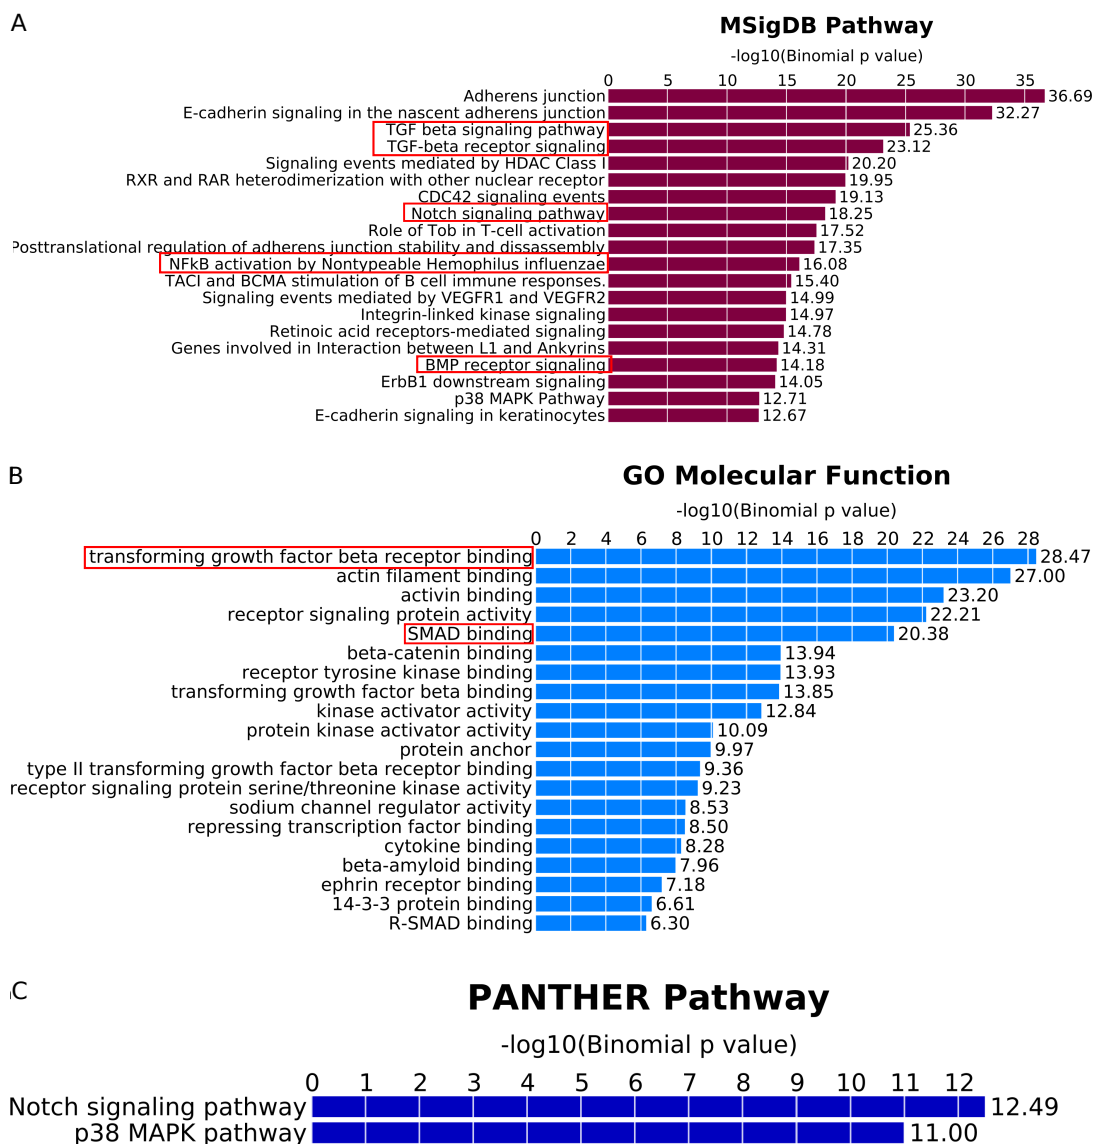 A
MSigDB Pathway
-log10(Binomial p value)
0 5 10 15 20 25 30 35
Adherens junction 36.69
E-cadherin signaling in the nascent adherens junction 32.27
TGF beta signaling pathway 25.36
TGF-beta receptor signaling 23.12
Signaling events mediated by HDAC Class I 20.20
RXR and RAR heterodimerization with other nuclear receptor 19.95
CDC42 signaling events 19.13
Notch signaling pathway 18.25
Role of Tob in T-cell activation 17.52
Posttranslational regulation of adherens junction stability and dissassembly 17.35
NFkB activation by Nontypeable Hemophilus influenzae 16.08
TACI and BCMA stimulation of B cell immune responses. 15.40
Signaling events mediated by VEGFR1 and VEGFR2 14.99
Integrin-linked kinase signaling 14.97
Retinoic acid receptors-mediated signaling 14.78
Genes involved in Interaction between L1 and Ankyrins 14.31
BMP receptor signaling 14.18
ErbB1 downstream signaling 14.05
p38 MAPK Pathway 12.71
E-cadherin signaling in keratinocytes 12.67
B
GO Molecular Function
-log10(Binomial p value)
0 2 4 6 8 10 12 14 16 18 20 22 24 26 28
transforming growth factor beta receptor binding 28.47
actin filament binding 27.00
activin binding 23.20
receptor signaling protein activity 22.21
SMAD binding 20.38
beta-catenin binding 13.94
receptor tyrosine kinase binding 13.93
transforming growth factor beta binding 13.85
kinase activator activity 12.84
protein kinase activator activity 10.09
protein anchor 9.97
type II transforming growth factor beta receptor binding 9.36
receptor signaling protein serine/threonine kinase activity 9.23
sodium channel regulator activity 8.53
repressing transcription factor binding 8.50
cytokine binding 8.28
beta-amyloid binding 7.96
ephrin receptor binding 7.18
14-3-3 protein binding 6.61
R-SMAD binding 6.30
C
PANTHER Pathway
-log10(Binomial p value)
0 1 2 3 4 5 6 7 8 9 10 11 12
Notch signaling pathway 12.49
p38 MAPK pathway 11.00